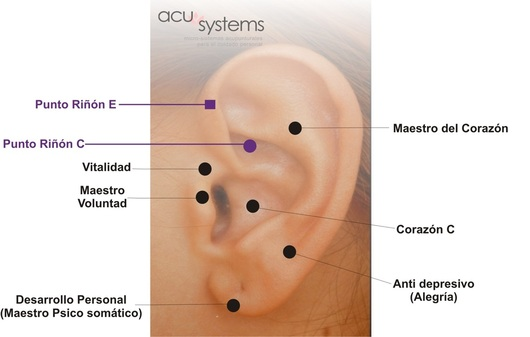 acu systems
Punto Riñón E
Maestro del Corazón
Punto Riñón C
Vitalidad
Maestro
Voluntad
Corazón C
Anti depresivo
(Alegría)
Desarrollo Personal
(Maestro Psico somático)